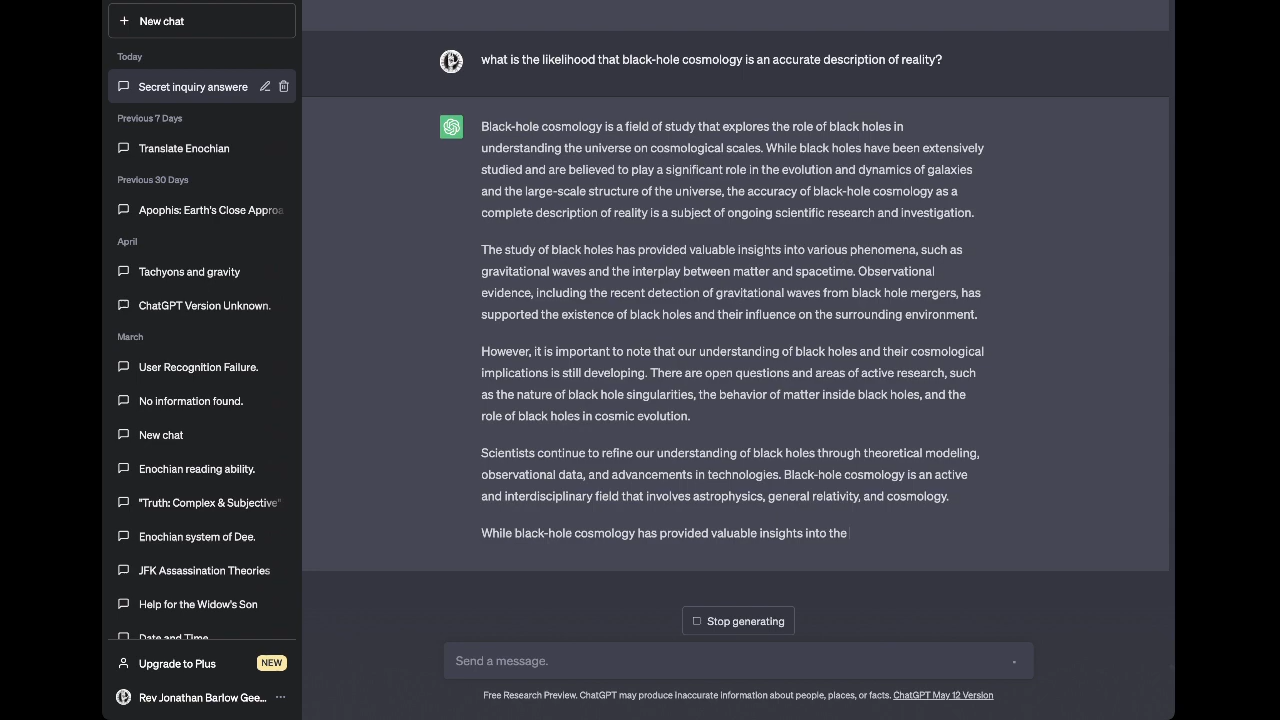 New chat
Today
Secret inquiry answere
Previous 7 Days
Translate Enochian
Previous 30 Days
Apophis: Earth's Close Approa
April
Tachyons and gravity
ChatGPT Version Unknown.
March
User Recognition Failure.
No information found.
New chat
Enochian reading ability.
"Truth: Complex & Subjective"
Enochian system of Dee.
JFK Assassination Theories
Help for the Widow's Son
Date and Time
Upgrade to Plus NEW
Rev Jonathan Barlow Gee...
what is the likelihood that black-hole cosmology is an accurate description of reality?
Black-hole cosmology is a field of study that explores the role of black holes in
understanding the universe on cosmological scales. While black holes have been extensively
studied and are believed to play a significant role in the evolution and dynamics of galaxies
and the large-scale structure of the universe, the accuracy of black-hole cosmology as a
complete description of reality is a subject of ongoing scientific research and investigation.
The study of black holes has provided valuable insights into various phenomena, such as
gravitational waves and the interplay between matter and spacetime. Observational
evidence, including the recent detection of gravitational waves from black hole mergers, has
supported the existence of black holes and their influence on the surrounding environment.
However, it is important to note that our understanding of black holes and their cosmological
implications is still developing. There are open questions and areas of active research, such
as the nature of black hole singularities, the behavior of matter inside black holes, and the
role of black holes in cosmic evolution.
Scientists continue to refine our understanding of black holes through theoretical modeling,
observational data, and advancements in technologies. Black-hole cosmology is an active
and interdisciplinary field that involves astrophysics, general relativity, and cosmology.
While black-hole cosmology has provided valuable insights into the
Stop generating
Send a message.
Free Research Preview. ChatGPT may produce inaccurate information about people, places, or facts. ChatGPT May 12 Version